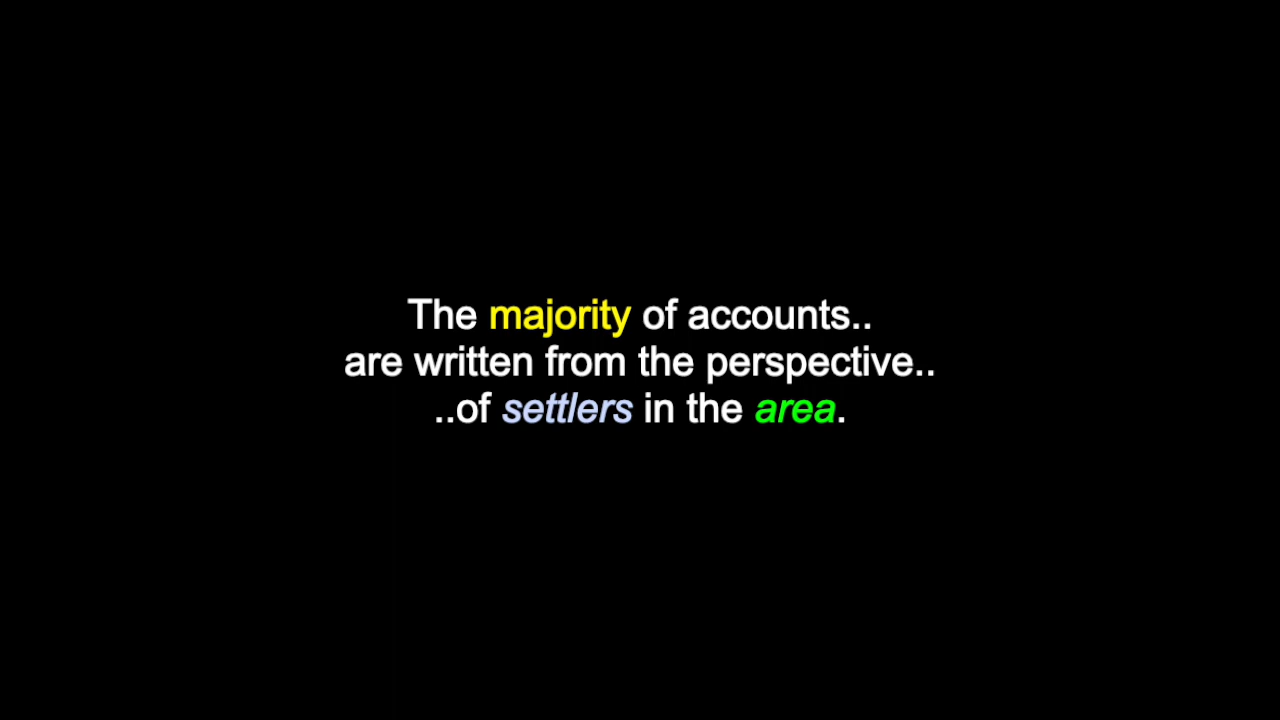 The majority of accounts..
are written from the perspective..
..of settlers in the area.